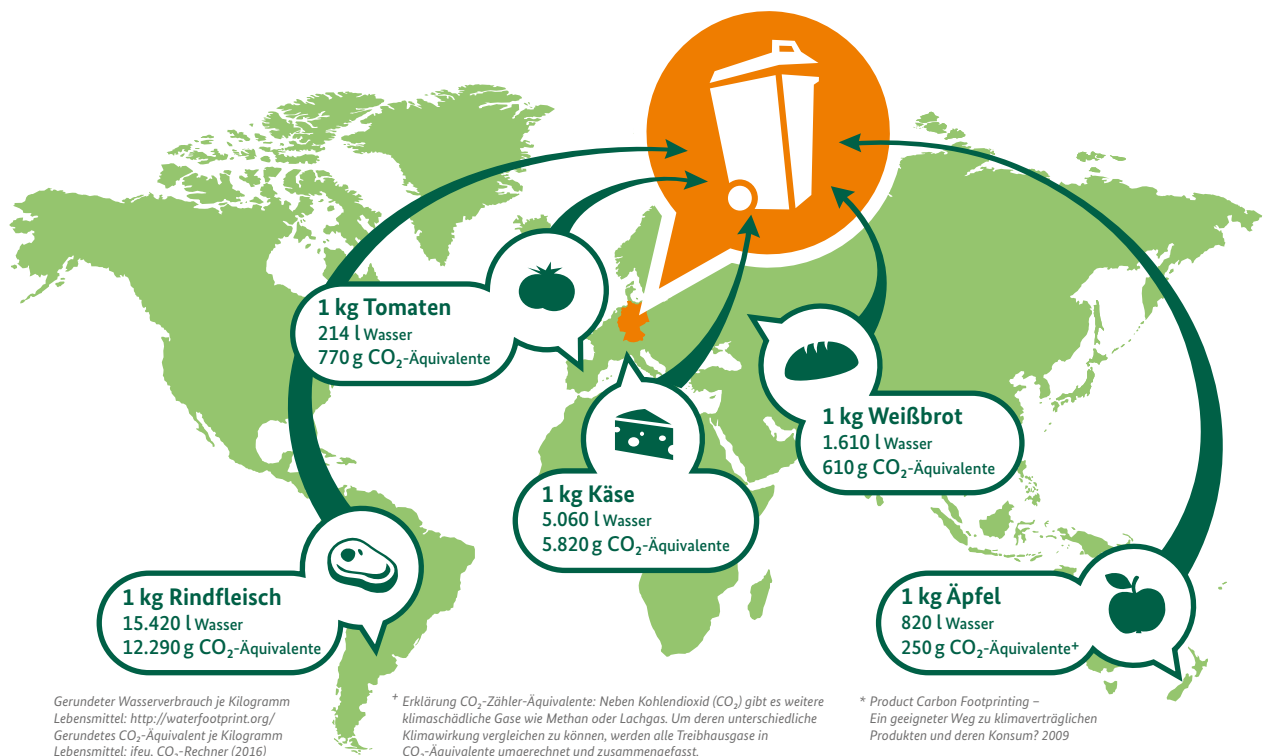 1 kg Tomaten
214 l Wasser
770 g CO₂-Äquivalente
1 kg Weißbrot
1.610 l Wasser
610 g CO₂-Äquivalente
1 kg Käse
5.060 l Wasser
5.820 g CO₂-Äquivalente
1 kg Rindfleisch
15.420 l Wasser
12.290 g CO₂-Äquivalente
1 kg Äpfel
820 l Wasser
250 g CO₂-Äquivalente⁺
Gerundeter Wasserverbrauch je Kilogramm
Lebensmittel: http://waterfootprint.org/
Gerundetes CO₂-Äquivalent je Kilogramm
Lebensmittel: ifeu, CO₂-Rechner (2016)
⁺ Erklärung CO₂-Zähler-Äquivalente: Neben Kohlendioxid (CO₂) gibt es weitere
klimaschädliche Gase wie Methan oder Lachgas. Um deren unterschiedliche
Klimawirkung vergleichen zu können, werden alle Treibhausgase in
CO₂-Äquivalente umgerechnet und zusammengefasst.
* Product Carbon Footprinting –
Ein geeigneter Weg zu klimaverträglichen
Produkten und deren Konsum? 2009